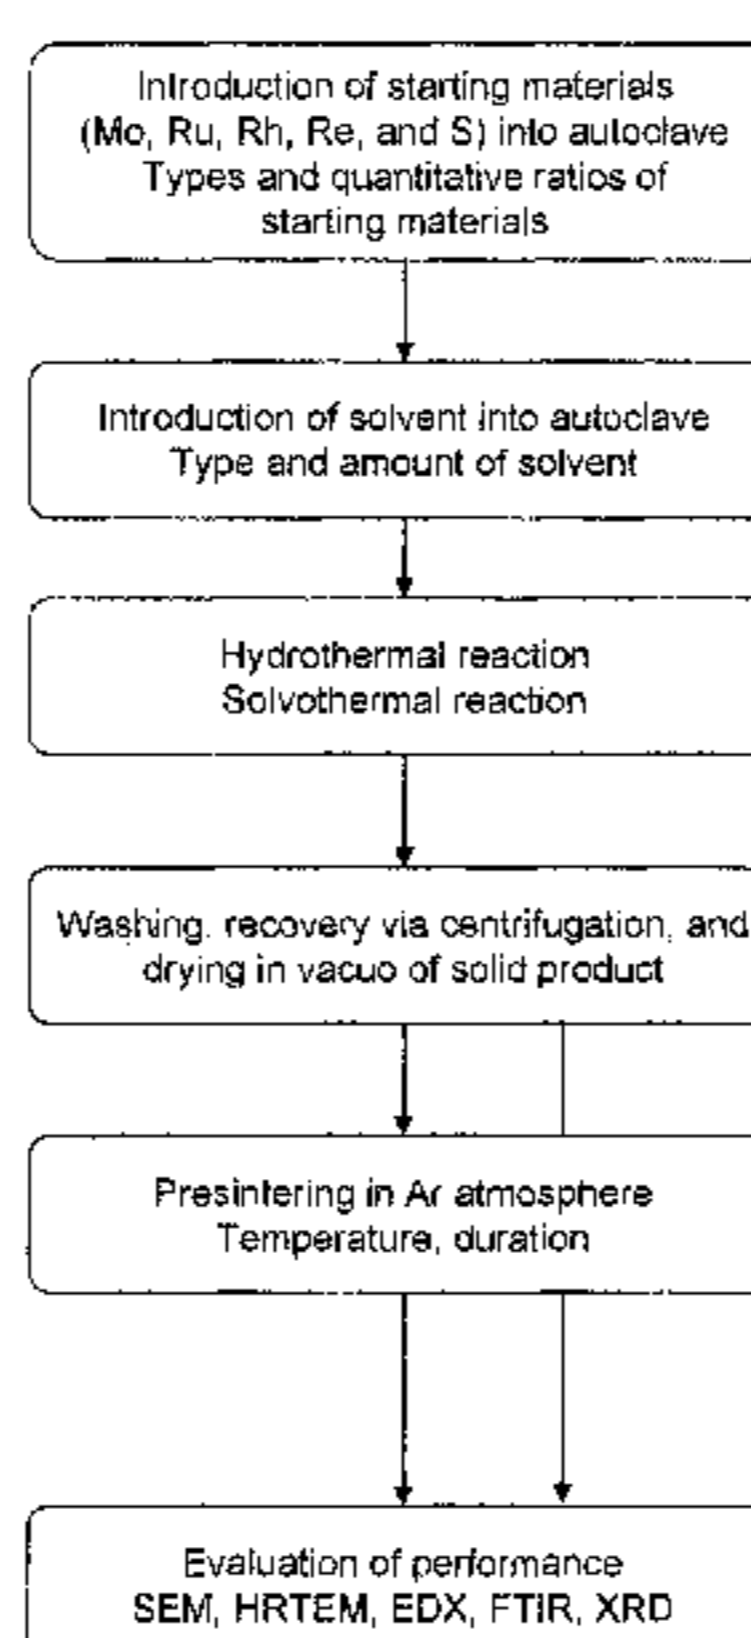 Introduction of starting materials
(Mo, Ru, Rh, Re, and S) into autoclave
Types and quantitative ratios of
starting materials
Introduction of solvent into autoclave
Type and amount of solvent
Hydrothermal reaction
Solvothermal reaction
Washing, recovery via centrifugation, and
drying in vacuo of solid product
Presintering in Ar atmosphere
Temperature, duration
Evaluation of performance
SEM, HRTEM, EDX, FTIR, XRD